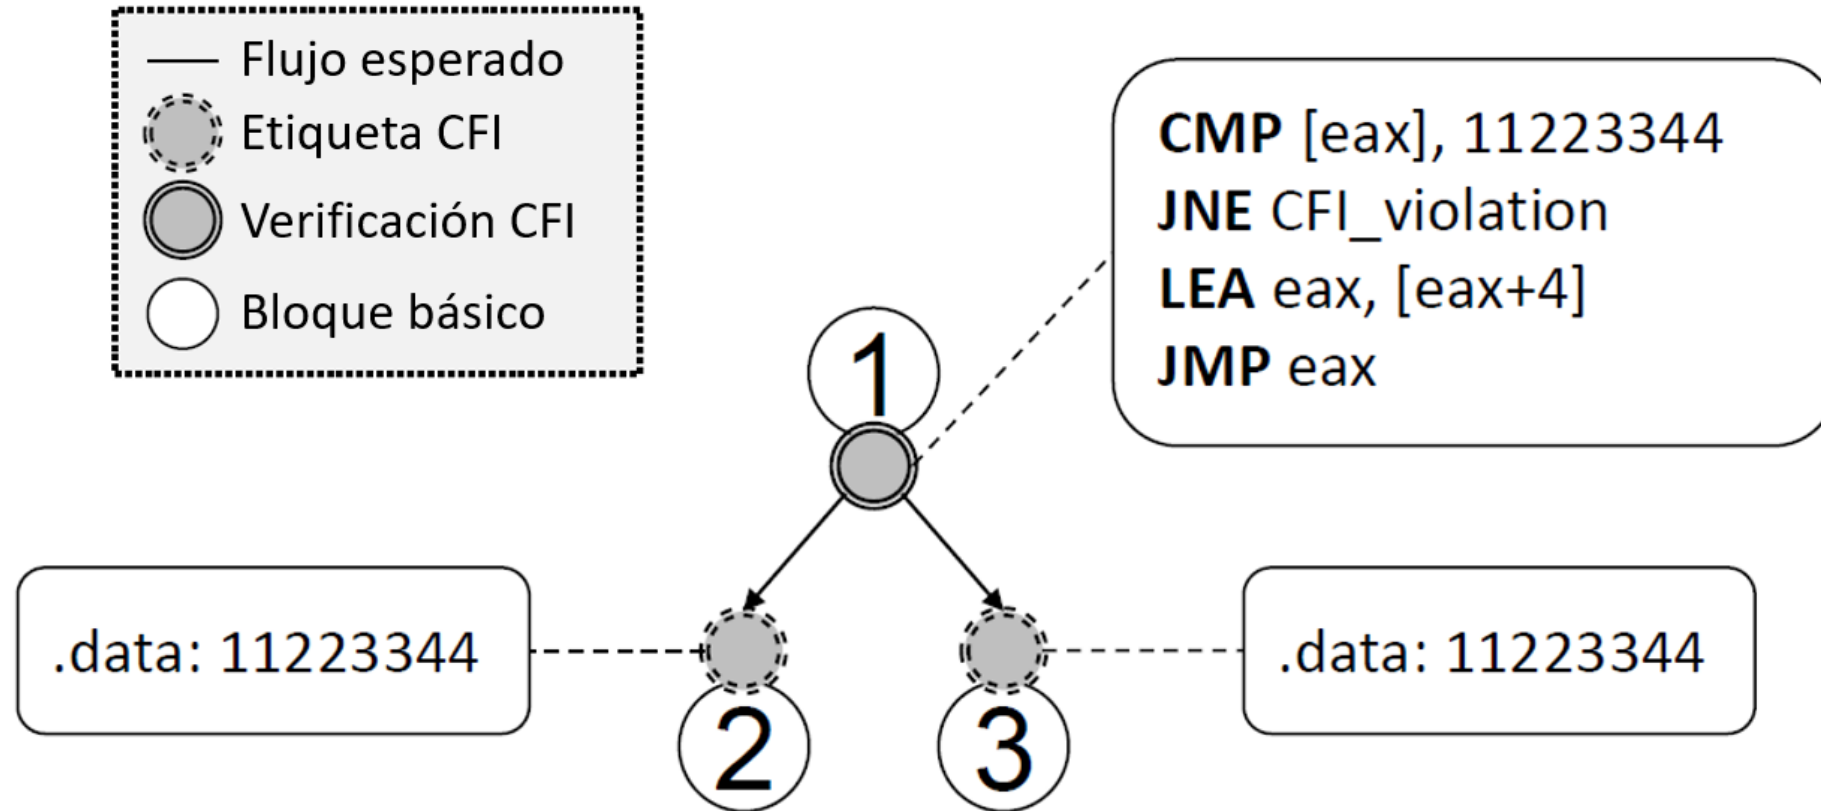 Flujo esperado
Etiqueta CFI
Verificación CFI
Bloque básico
CMP [eax], 11223344
JNE CFI_violation
LEA eax, [eax+4]
JMP eax
1
.data: 11223344
.data: 11223344
2
3